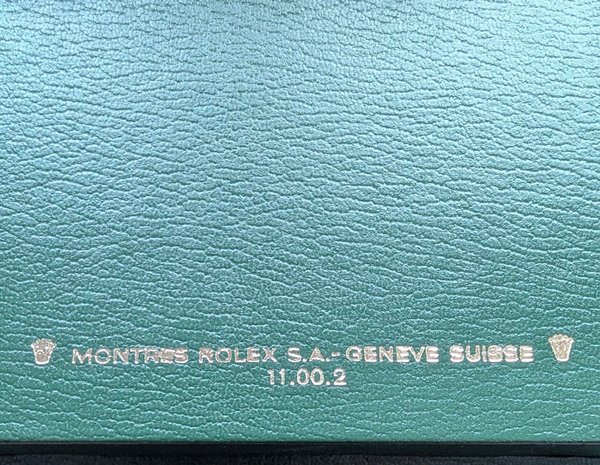 MONTRES ROLEX S.A.-GENEVE SUISSE
11.00.2